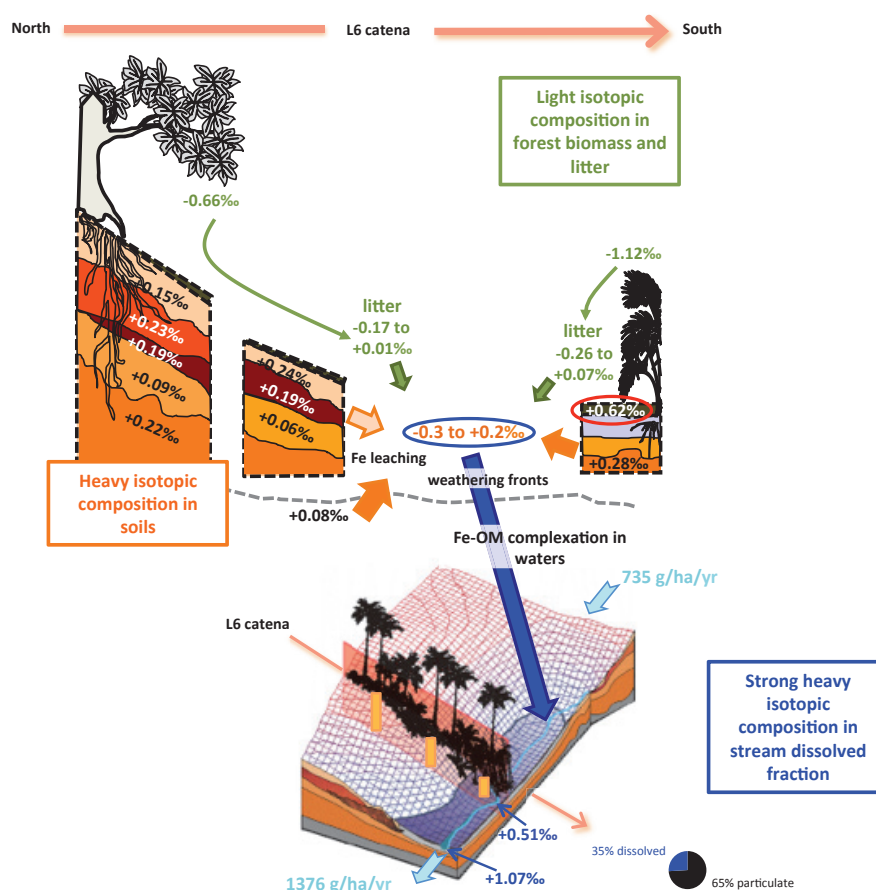 North
L6 catena
South
Light isotopic
composition in
forest biomass and
litter
-0.66‰
-1.12‰
+0.15‰
+0.23‰
+0.19‰
+0.09‰
+0.22‰
litter
-0.17 to
+0.01‰
litter
-0.26 to
+0.07‰
+0.24‰
+0.19‰
+0.06‰
+0.62‰
-0.3 to +0.2‰
+0.28‰
Fe leaching
Heavy isotopic
composition in
soils
weathering fronts
+0.08‰
Fe-OM complexation in
waters
735 g/ha/yr
L6 catena
Strong heavy
isotopic
composition in
stream dissolved
fraction
+0.51‰
+1.07‰
1376 g/ha/yr
35% dissolved
65% particulate